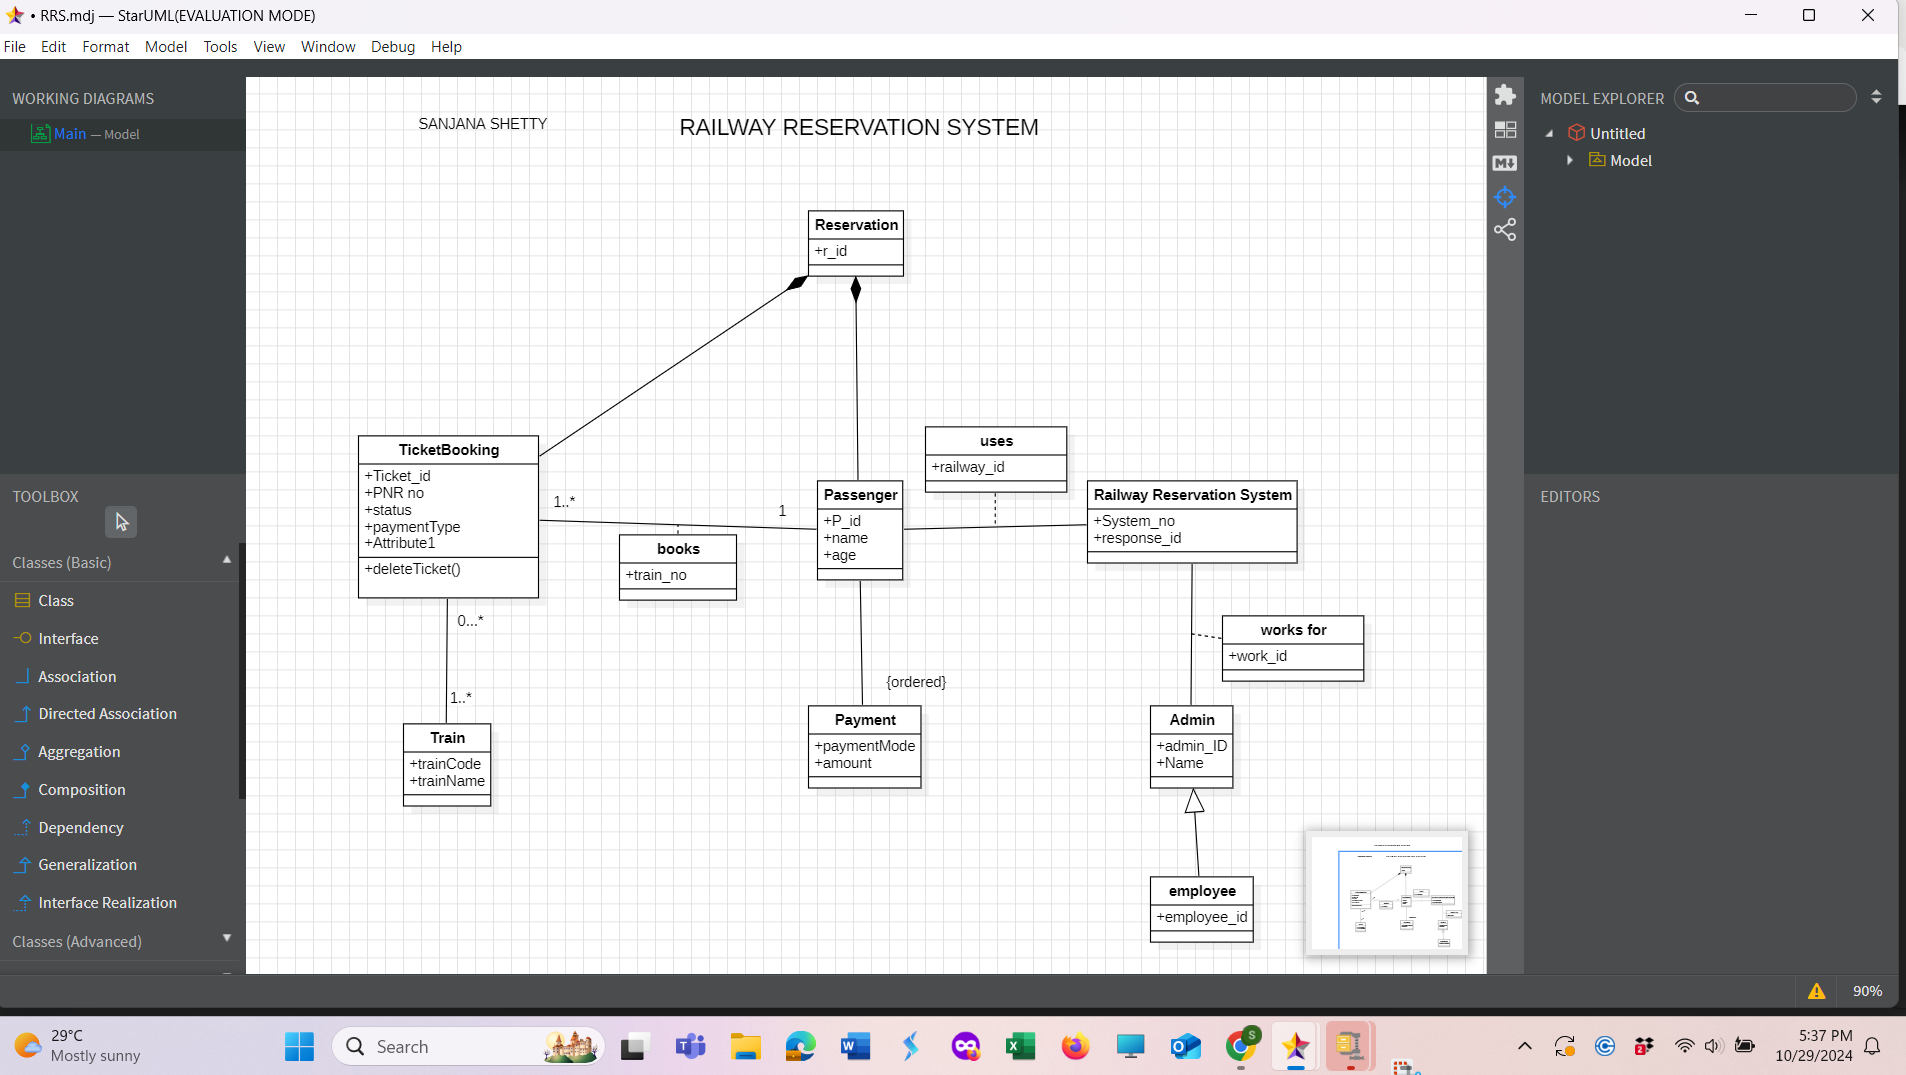 • RRS.mdj — StarUML(EVALUATION MODE)
File Edit Format Model Tools View Window Debug Help
WORKING DIAGRAMS
Main — Model
TOOLBOX
Classes (Basic)
Class
Interface
Association
Directed Association
Aggregation
Composition
Dependency
Generalization
Interface Realization
Classes (Advanced)
SANJANA SHETTY
RAILWAY RESERVATION SYSTEM
Reservation
+r_id
TicketBooking
+Ticket_id
+PNR no
+status
+paymentType
+Attribute1
+deleteTicket()
1..*
1
books
+train_no
Passenger
+P_id
+name
+age
uses
+railway_id
Railway Reservation System
+System_no
+response_id
works for
+work_id
0...*
1..*
Train
+trainCode
+trainName
{ordered}
Payment
+paymentMode
+amount
Admin
+admin_ID
+Name
employee
+employee_id
MODEL EXPLORER
Untitled
Model
EDITORS
90%
29°C
Mostly sunny
Search
5:37 PM
10/29/2024